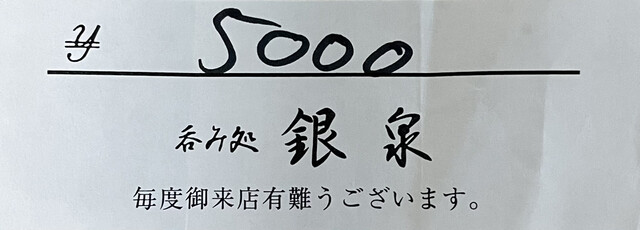 ¥ 5000
呑み処 銀泉
毎度御来店有難うございます。